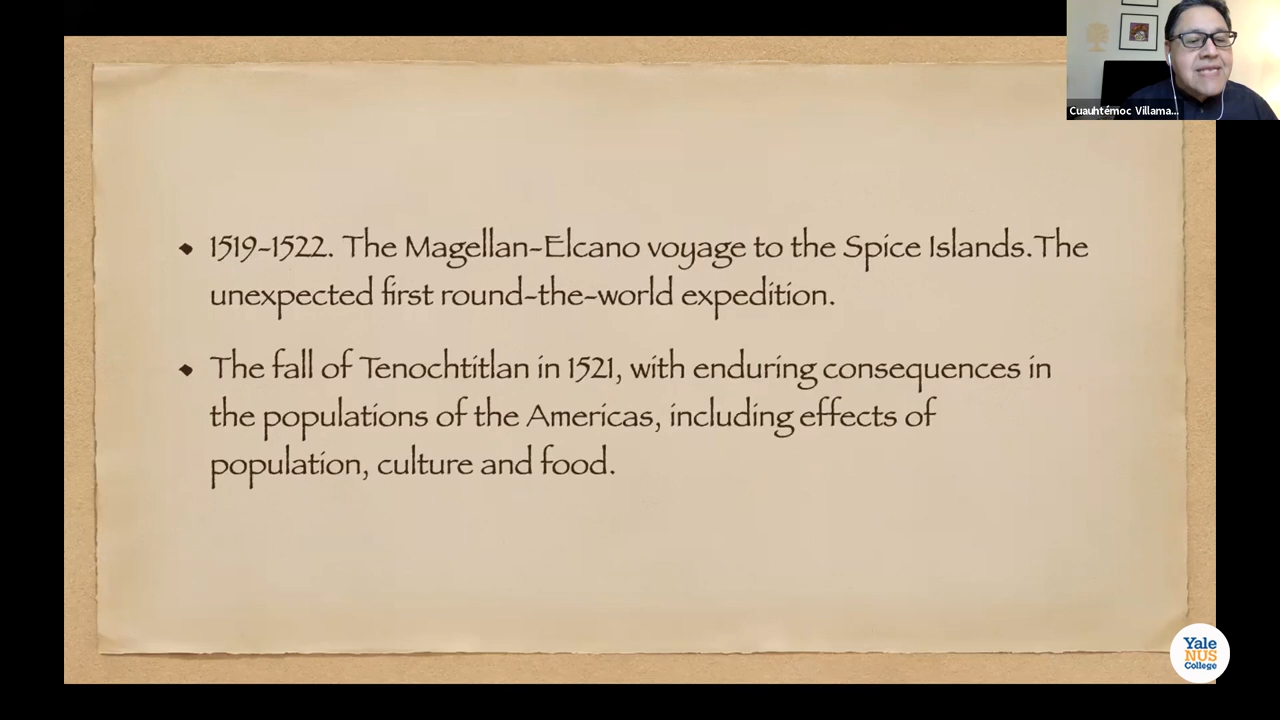 Cuauhtémoc Villama...
1519-1522. The Magellan-Elcano voyage to the Spice Islands.The
unexpected first round-the-world expedition.
The fall of Tenochtitlan in 1521, with enduring consequences in
the populations of the Americas, including effects of
population, culture and food.
Yale
NUS
College